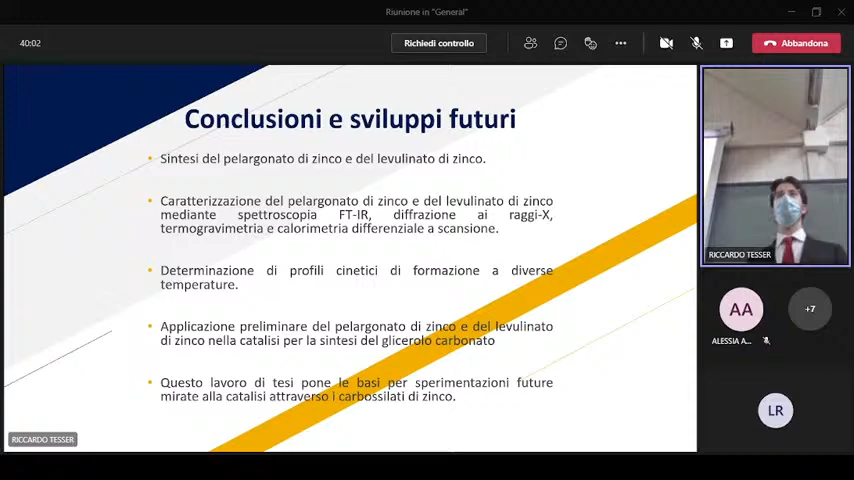 Riunione in "General"
40:02
Richiedi controllo
Abbandona
Conclusioni e sviluppi futuri
• Sintesi del pelargonato di zinco e del levulinato di zinco.
• Caratterizzazione del pelargonato di zinco e del levulinato di zinco
mediante spettroscopia FT-IR, diffrazione ai raggi-X,
termogravimetria e calorimetria differenziale a scansione.
• Determinazione di profili cinetici di formazione a diverse
temperature.
• Applicazione preliminare del pelargonato di zinco e del levulinato
di zinco nella catalisi per la sintesi del glicerolo carbonato
• Questo lavoro di tesi pone le basi per sperimentazioni future
mirate alla catalisi attraverso i carbossilati di zinco.
RICCARDO TESSER
RICCARDO TESSER
AA
+7
ALESSIA A...
LR